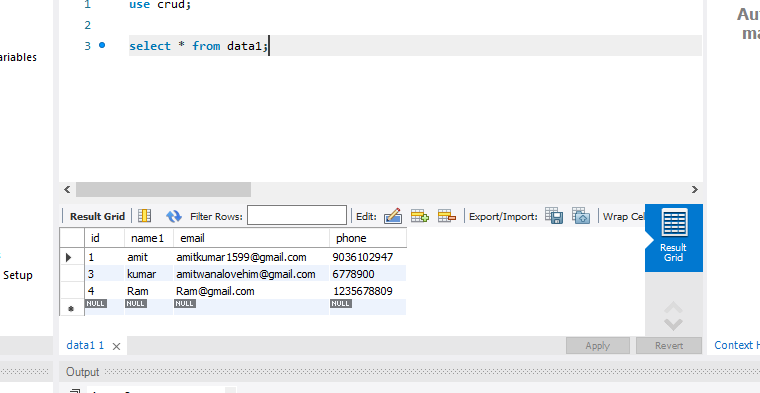 1 use crud;
Au
2
ma
3 select * from data1;
ariables
Result Grid Filter Rows: Edit: Export/Import: Wrap Cel
id name1 email phone
1 amit amitkumar1599@gmail.com 9036102947
3 kumar amitwanalovehim@gmail.com 6778900
4 Ram Ram@gmail.com 1235678809
NULL NULL NULL NULL
Result
Grid
Setup
data1 1 Apply Revert Context H
Output